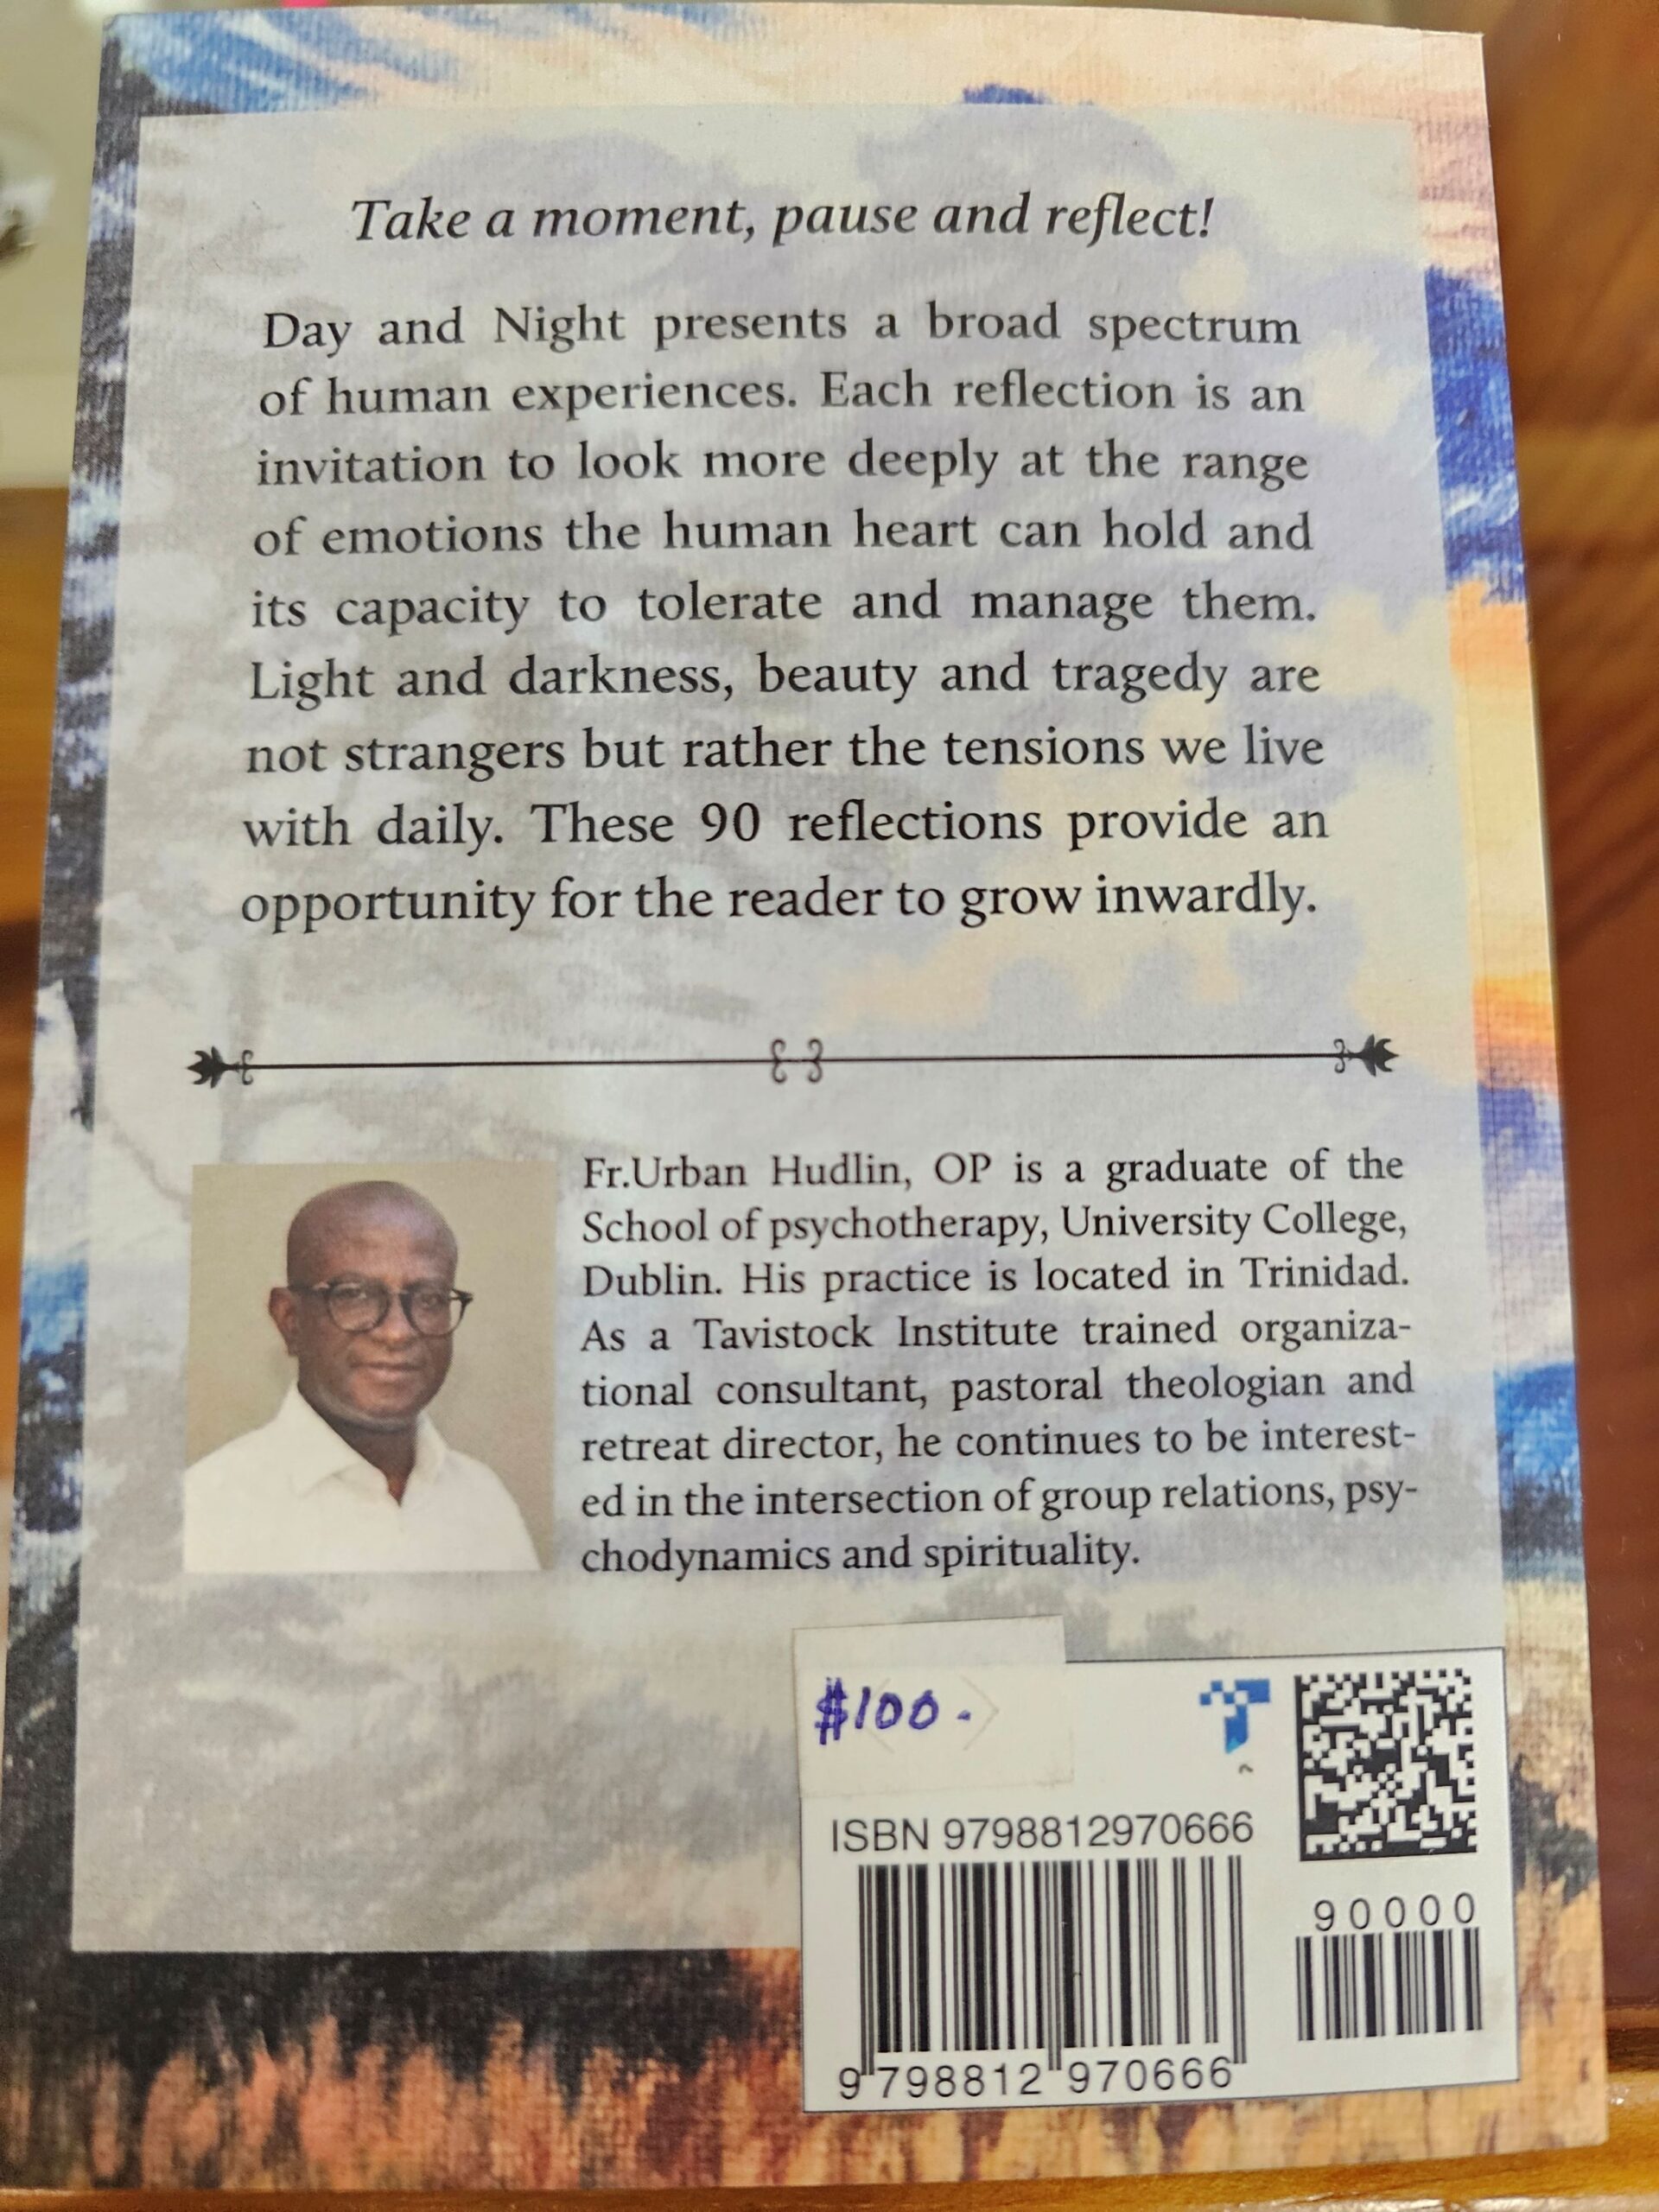 Take a moment, pause and reflect!
Day and Night presents a broad spectrum
of human experiences. Each reflection is an
invitation to look more deeply at the range
of emotions the human heart can hold and
its capacity to tolerate and manage them.
Light and darkness, beauty and tragedy are
not strangers but rather the tensions we live
with daily. These 90 reflections provide an
opportunity for the reader to grow inwardly.
Fr.Urban Hudlin, OP is a graduate of the
School of psychotherapy, University College,
Dublin. His practice is located in Trinidad.
As a Tavistock Institute trained organiza-
tional consultant, pastoral theologian and
retreat director, he continues to be interest-
ed in the intersection of group relations, psy-
chodynamics and spirituality.
$100.
ISBN 9798812970666
90000
9 798812 970666